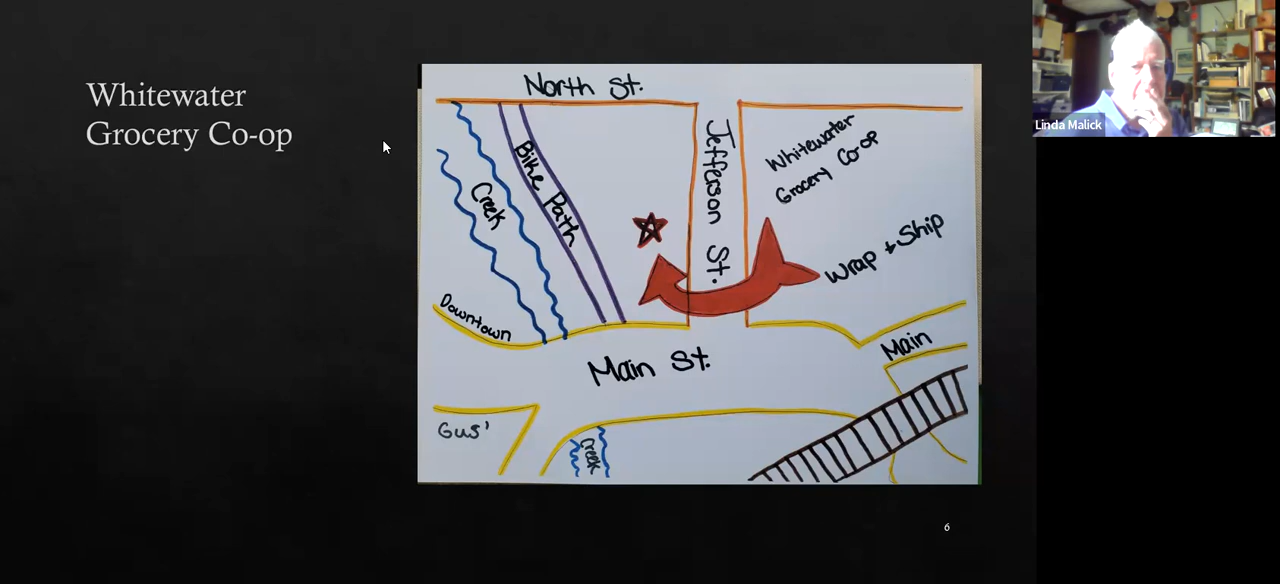 Whitewater
Grocery Co-op
North St.
Jefferson St.
Whitewater
Grocery Co-op
Bike Path
Creek
Wrap + Ship
Downtown
Main St.
Main
Gus'
Creek
6
Linda Malick